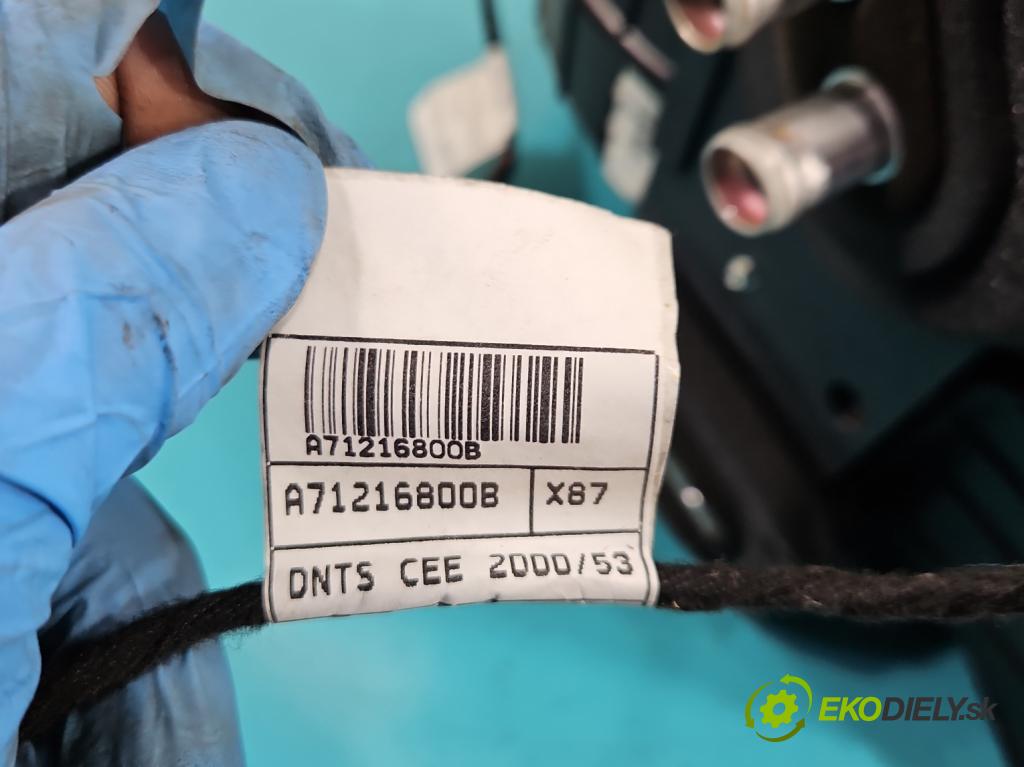 A71216800B
A71216800B X87
DNTS CEE 2000/53
EKODIELY.sk